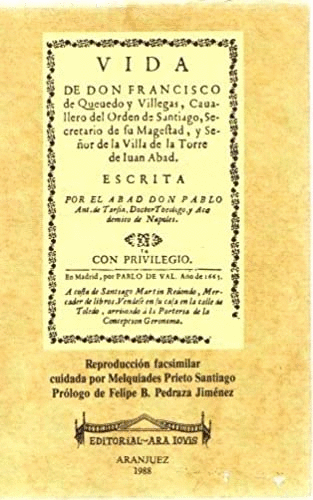 VIDA
DE DON FRANCISCO
de Queuedo y Villegas, Caua-
llero del Orden de Santiago, Se-
cretario de su Magestad, y Se-
ñor de la Villa de la Torre
de Iuan Abad.
ESCRITA
POR EL ABAD DON PABLO
Ant. de Tarsia, Doctor Teologo, y Aca
demico de Napoles.
CON PRIVILEGIO.
En Madrid, por PABLO DE VAL. Año de 1663.
A costa de Santiago Martin Redondo, Mer-
cader de libros. Vendese en su casa en la calle de
Toledo, arrimado à la Porteria de la
Concepcion Geronima.
Reproducción facsimilar
cuidada por Melquiades Prieto Santiago
Prólogo de Felipe B. Pedraza Jiménez
EDITORIAL-ARA IOVIS
ARANJUEZ
1988